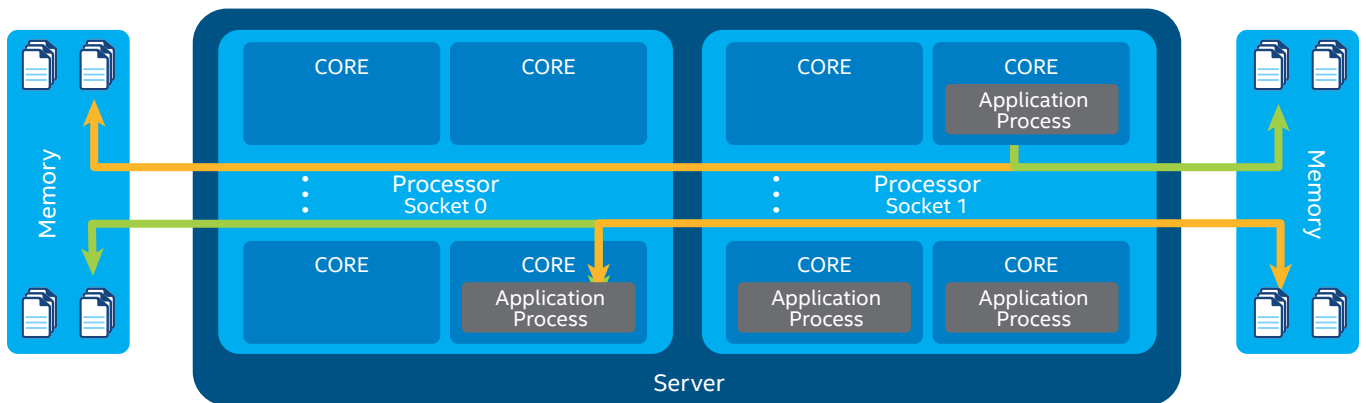 CORE
CORE
CORE
CORE
Application
Process
Memory
Processor
Socket 0
Processor
Socket 1
Memory
CORE
CORE
Application
Process
CORE
Application
Process
CORE
Application
Process
Server